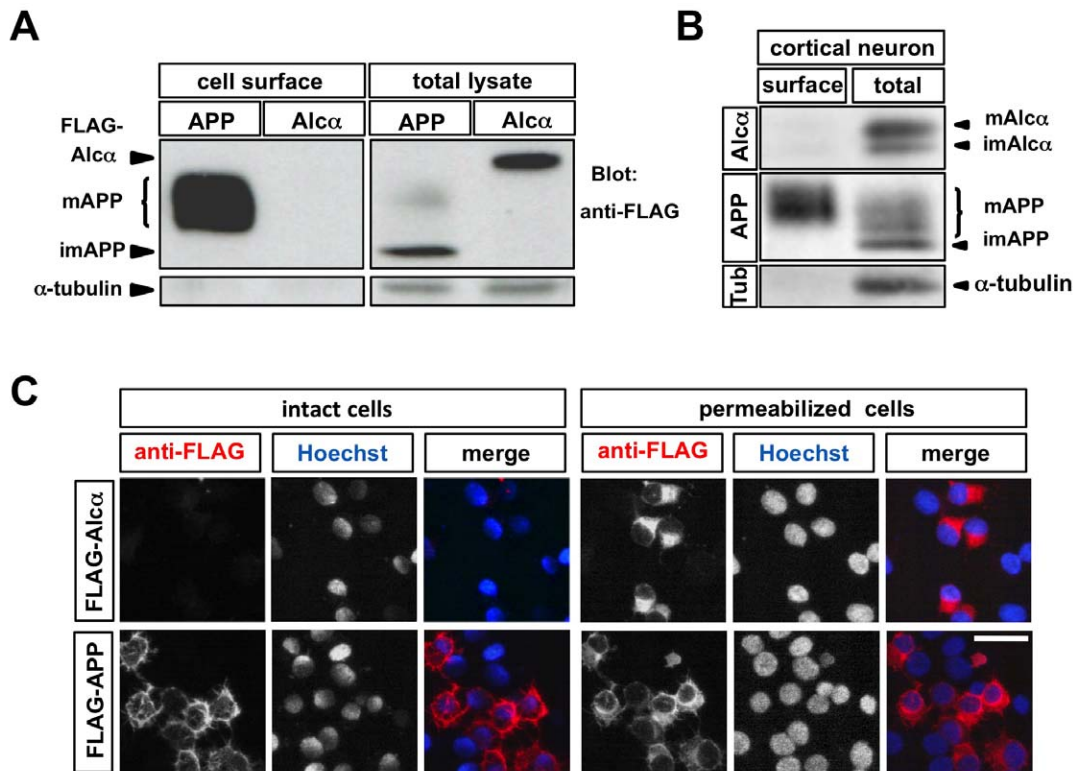 A
cell surface total lysate
FLAG- APP Alcα APP Alcα
Alcα
mAPP
imAPP
α-tubulin
Blot:
anti-FLAG
B
cortical neuron
surface total
Alcα
mAlcα
imAlcα
APP
mAPP
imAPP
Tub
α-tubulin
C
intact cells permeabilized cells
anti-FLAG Hoechst merge anti-FLAG Hoechst merge
FLAG-Alcα
FLAG-APP